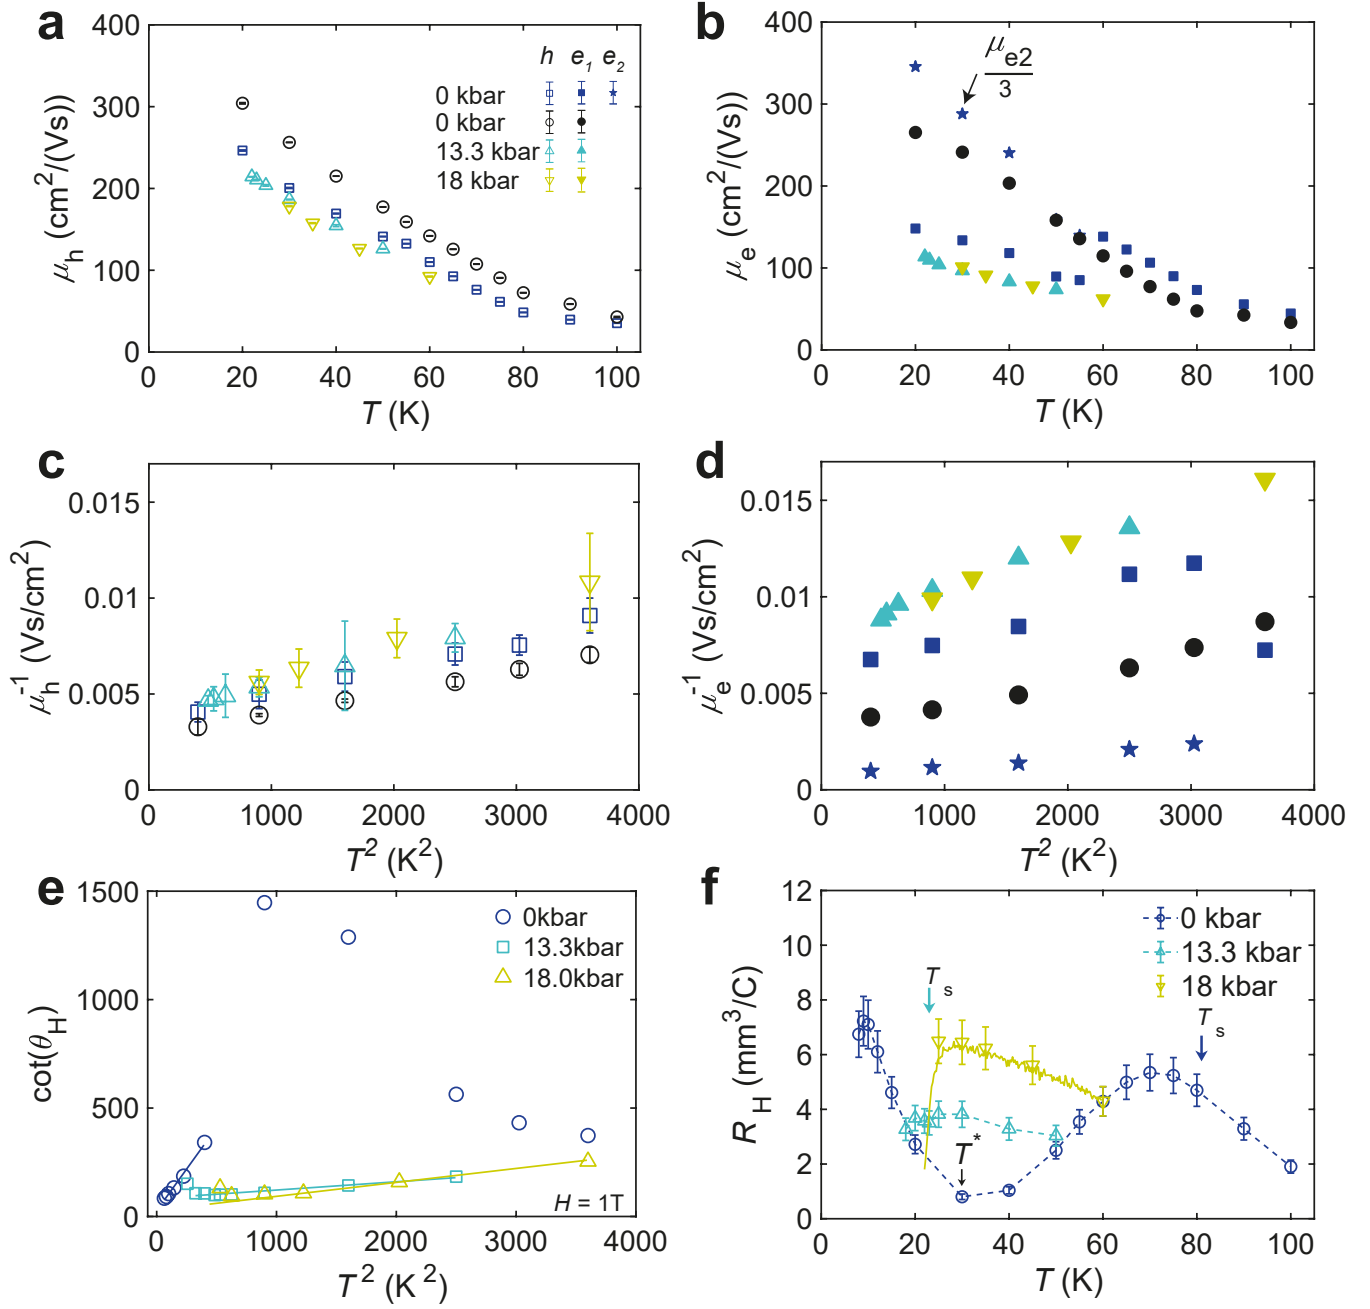 a
400
300
200
100
0
μh (cm²/(Vs))
0 20 40 60 80 100
T (K)
h e₁ e₂
0 kbar
0 kbar
13.3 kbar
18 kbar
b
400
300
200
100
0
μe (cm²/(Vs))
μe2
3
0 20 40 60 80 100
T (K)
c
0.015
0.01
0.005
0
μh⁻¹ (Vs/cm²)
0 1000 2000 3000 4000
T² (K²)
d
0.015
0.01
0.005
0
μe⁻¹ (Vs/cm²)
0 1000 2000 3000 4000
T² (K²)
e
1500
1000
500
0
cot(θH)
0kbar
13.3kbar
18.0kbar
H = 1T
0 1000 2000 3000 4000
T² (K²)
f
12
10
8
6
4
2
0
RH (mm³/C)
0 kbar
13.3 kbar
18 kbar
Ts
Ts
T*
0 20 40 60 80 100
T (K)